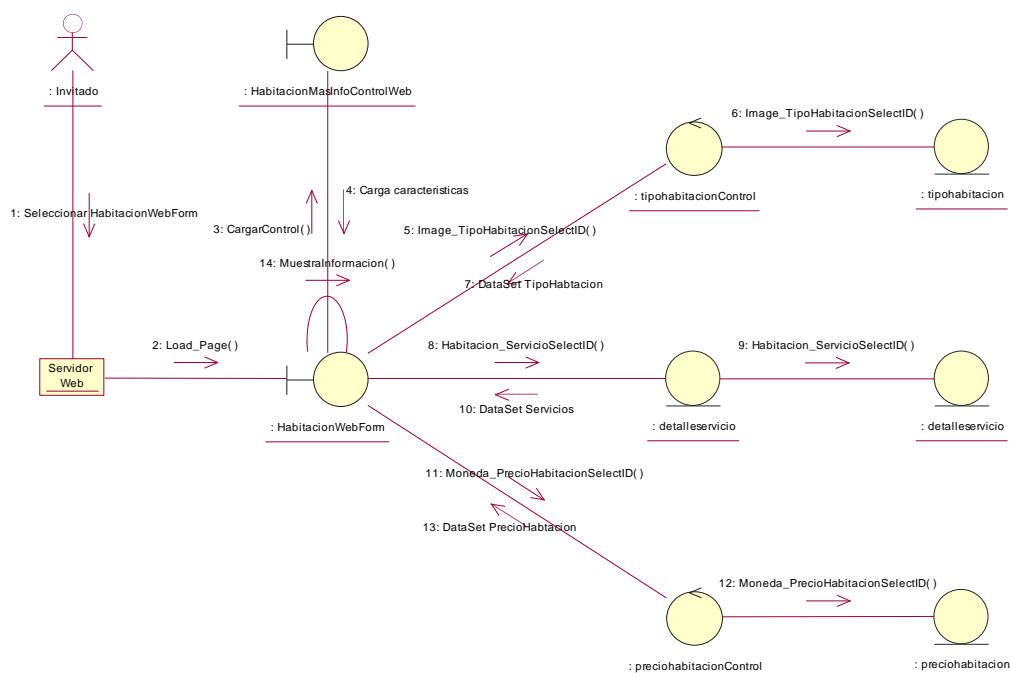 : Invitado
: HabitacionMasInfoControlWeb
6: Image_TipoHabitacionSelectID( )
: tipohabitacionControl
: tipohabitacion
4: Carga caracteristicas
1: Seleccionar HabitacionWebForm
3: CargarControl( )
5: Image_TipoHabitacionSelectID( )
14: MuestraInformacion( )
7: DataSet TipoHabtacion
2: Load_Page( )
8: Habitacion_ServicioSelectID( )
9: Habitacion_ServicioSelectID( )
Servidor
Web
10: DataSet Servicios
: HabitacionWebForm
: detalleservicio
: detalleservicio
11: Moneda_PrecioHabitacionSelectID( )
13: DataSet PrecioHabtacion
12: Moneda_PrecioHabitacionSelectID( )
: preciohabitacionControl
: preciohabitacion